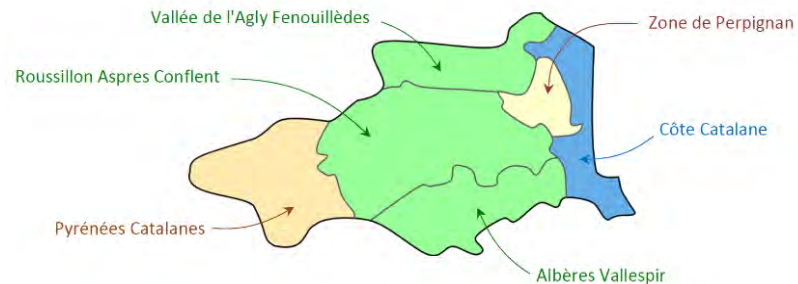 Vallée de l'Agly Fenouillèdes
Zone de Perpignan
Roussillon Aspres Conflent
Côte Catalane
Pyrénées Catalanes
Albères Vallespir